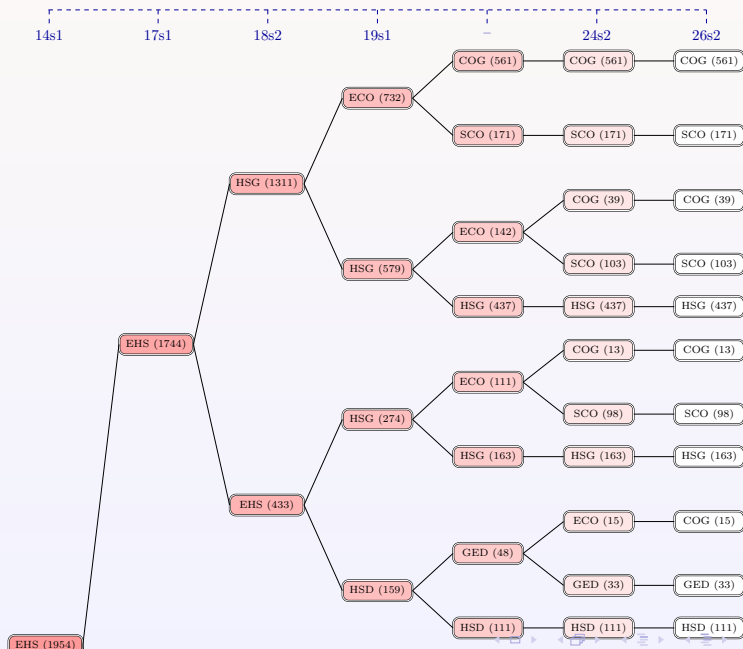 14s1 17s1 18s2 19s1 – 24s2 26s2
COG (561) COG (561) COG (561)
ECO (732)
SCO (171) SCO (171) SCO (171)
HSG (1311)
COG (39) COG (39)
ECO (142)
HSG (579)
SCO (103) SCO (103)
HSG (437) HSG (437) HSG (437)
EHS (1744)
COG (13) COG (13)
ECO (111)
SCO (98) SCO (98)
HSG (274)
HSG (163) HSG (163) HSG (163)
EHS (433)
ECO (15) COG (15)
GED (48)
GED (33) GED (33)
HSD (159)
HSD (111) HSD (111) HSD (111)
EHS (1954)